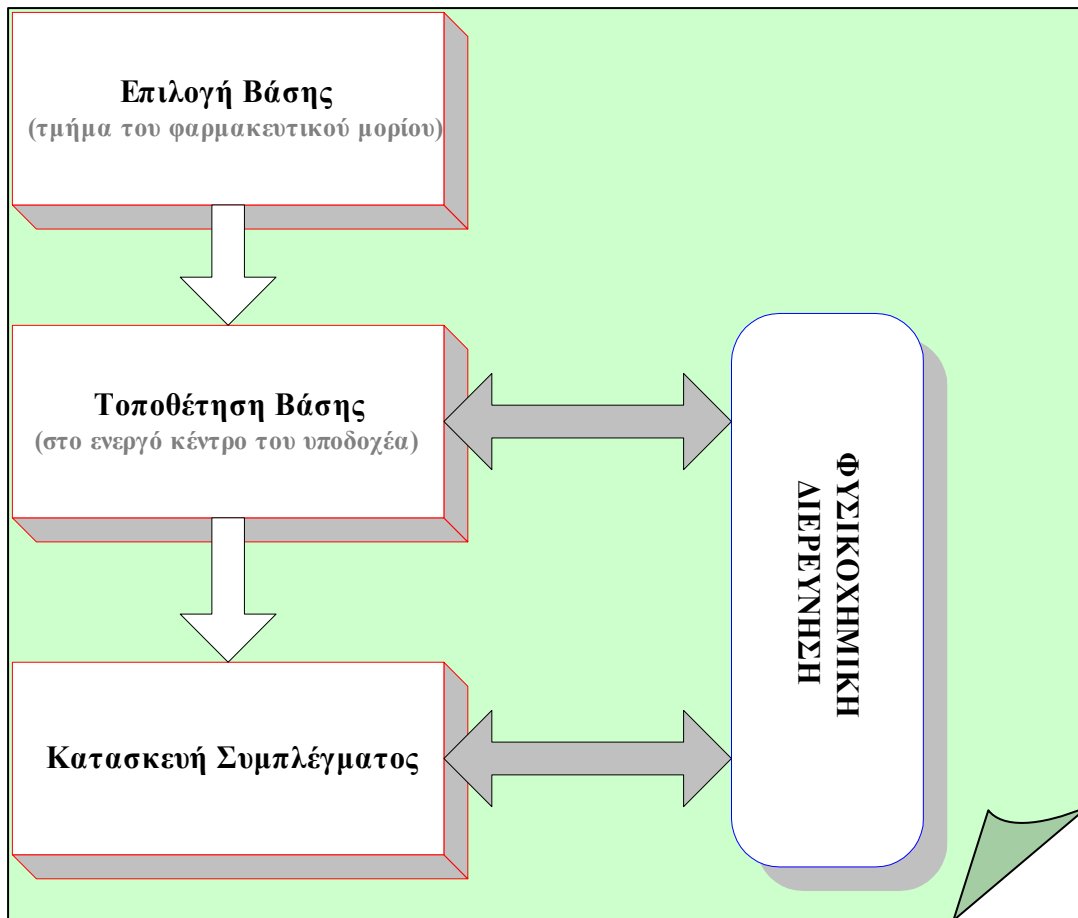 Επιλογή Βάσης
(τμήμα του φαρμακευτικού μορίου)
Τοποθέτηση Βάσης
(στο ενεργό κέντρο του υποδοχέα)
Κατασκευή Συμπλέγματος
ΦΥΣΙΚΟΧΗΜΙΚΗ
ΔΙΕΡΕΥΝΗΣΗ